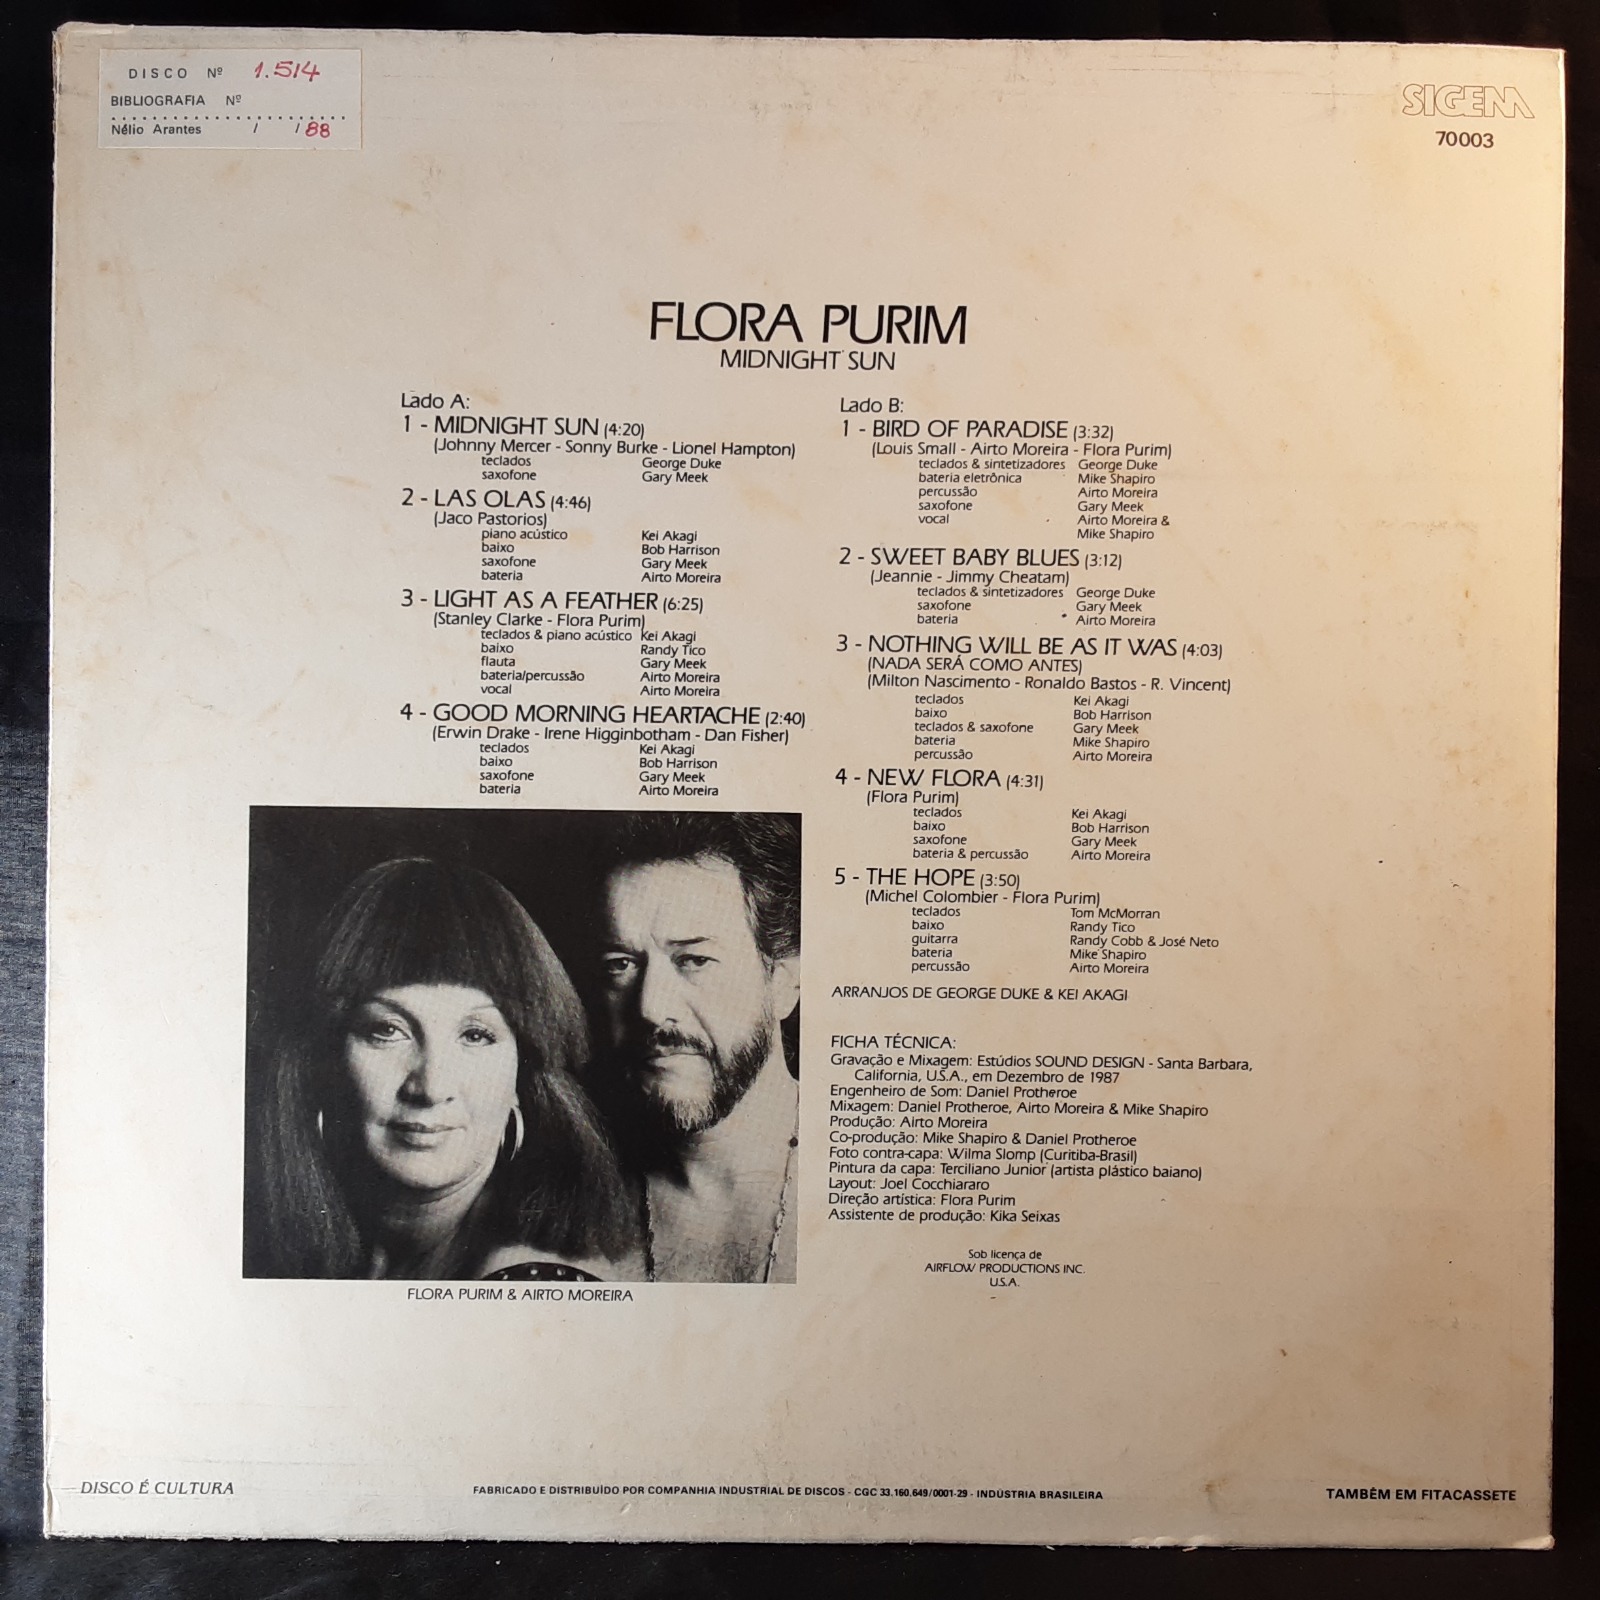 DISCO Nº 1.514
BIBLIOGRAFIA Nº
Nélio Arantes / / 88
SIGEM
70003
FLORA PURIM
MIDNIGHT SUN
Lado A:
1 - MIDNIGHT SUN (4:20)
(Johnny Mercer - Sonny Burke - Lionel Hampton)
teclados George Duke
saxofone Gary Meek
2 - LAS OLAS (4:46)
(Jaco Pastorios)
piano acústico Kei Akagi
baixo Bob Harrison
saxofone Gary Meek
bateria Airto Moreira
3 - LIGHT AS A FEATHER (6:25)
(Stanley Clarke - Flora Purim)
teclados & piano acústico Kei Akagi
baixo Randy Tico
flauta Gary Meek
bateria/percussão Airto Moreira
vocal Airto Moreira
4 - GOOD MORNING HEARTACHE (2:40)
(Erwin Drake - Irene Higginbotham - Dan Fisher)
teclados Kei Akagi
baixo Bob Harrison
saxofone Gary Meek
bateria Airto Moreira
FLORA PURIM & AIRTO MOREIRA
Lado B:
1 - BIRD OF PARADISE (3:32)
(Louis Small - Airto Moreira - Flora Purim)
teclados & sintetizadores George Duke
bateria eletrônica Mike Shapiro
percussão Airto Moreira
saxofone Gary Meek
vocal Airto Moreira &
Mike Shapiro
2 - SWEET BABY BLUES (3:12)
(Jeannie - Jimmy Cheatam)
teclados & sintetizadores George Duke
saxofone Gary Meek
bateria Airto Moreira
3 - NOTHING WILL BE AS IT WAS (4:03)
(NADA SERÁ COMO ANTES)
(Milton Nascimento - Ronaldo Bastos - R. Vincent)
teclados Kei Akagi
baixo Bob Harrison
teclados & saxofone Gary Meek
bateria Mike Shapiro
percussão Airto Moreira
4 - NEW FLORA (4:31)
(Flora Purim)
teclados Kei Akagi
baixo Bob Harrison
saxofone Gary Meek
bateria & percussão Airto Moreira
5 - THE HOPE (3:50)
(Michel Colombier - Flora Purim)
teclados Tom McMorran
baixo Randy Tico
guitarra Randy Cobb & José Neto
bateria Mike Shapiro
percussão Airto Moreira
ARRANJOS DE GEORGE DUKE & KEI AKAGI
FICHA TÉCNICA:
Gravação e Mixagem: Estúdios SOUND DESIGN - Santa Barbara,
California, U.S.A., em Dezembro de 1987
Engenheiro de Som: Daniel Protheroe
Mixagem: Daniel Protheroe, Airto Moreira & Mike Shapiro
Produção: Airto Moreira
Co-produção: Mike Shapiro & Daniel Protheroe
Foto contra-capa: Wilma Slomp (Curitiba-Brasil)
Pintura da capa: Terciliano Junior (artista plástico baiano)
Layout: Joel Cocchiararo
Direção artística: Flora Purim
Assistente de produção: Kika Seixas
Sob licença de
AIRFLOW PRODUCTIONS INC.
U.S.A.
DISCO É CULTURA
FABRICADO E DISTRIBUÍDO POR COMPANHIA INDUSTRIAL DE DISCOS - CGC 33.160.649/0001-29 - INDÚSTRIA BRASILEIRA
TAMBÉM EM FITACASSETE